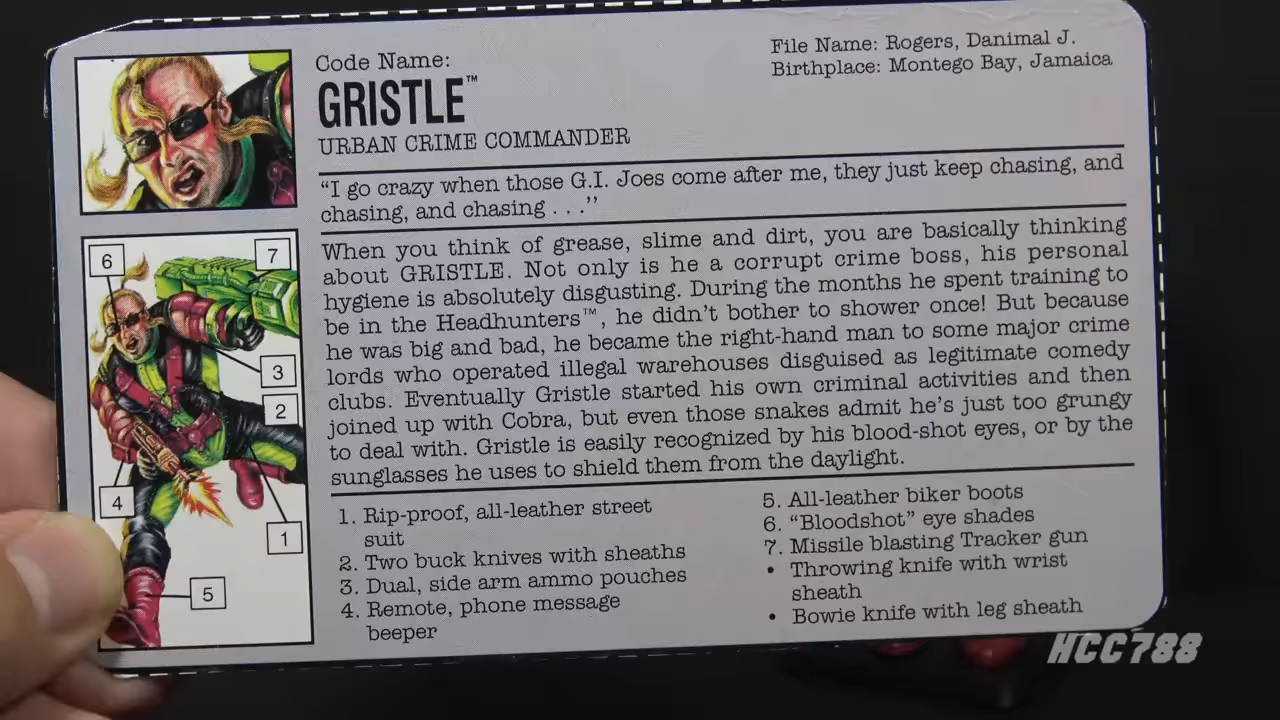 Code Name:
GRISTLE™
URBAN CRIME COMMANDER
File Name: Rogers, Danimal J.
Birthplace: Montego Bay, Jamaica
"I go crazy when those G.I. Joes come after me, they just keep chasing, and
chasing, and chasing . . ."
When you think of grease, slime and dirt, you are basically thinking
about GRISTLE. Not only is he a corrupt crime boss, his personal
hygiene is absolutely disgusting. During the months he spent training to
be in the Headhunters™, he didn't bother to shower once! But because
he was big and bad, he became the right-hand man to some major crime
lords who operated illegal warehouses disguised as legitimate comedy
clubs. Eventually Gristle started his own criminal activities and then
joined up with Cobra, but even those snakes admit he's just too grungy
to deal with. Gristle is easily recognized by his blood-shot eyes, or by the
sunglasses he uses to shield them from the daylight.
6
7
3
2
4
1
5
1. Rip-proof, all-leather street
suit
2. Two buck knives with sheaths
3. Dual, side arm ammo pouches
4. Remote, phone message
beeper
5. All-leather biker boots
6. "Bloodshot" eye shades
7. Missile blasting Tracker gun
• Throwing knife with wrist
sheath
• Bowie knife with leg sheath
HCC788